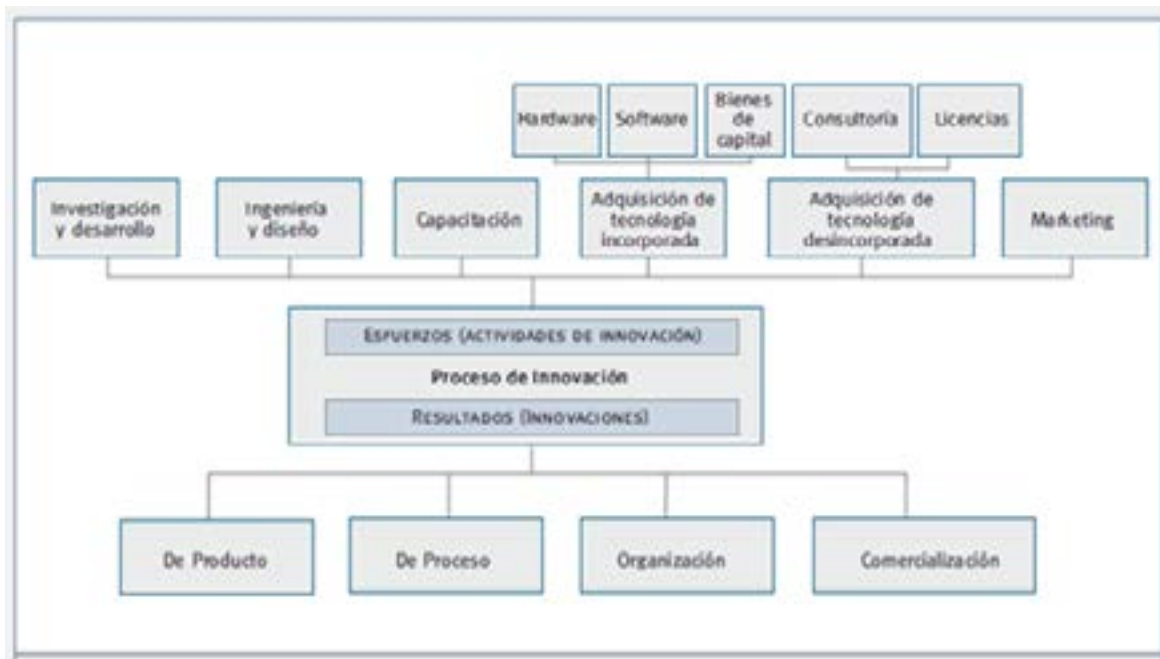 Hardware
Software
Bienes
de
capital
Consultoría
Licencias
Investigación
y desarrollo
Ingeniería
y diseño
Capacitación
Adquisición de
tecnología
incorporada
Adquisición de
tecnología
desincorporada
Marketing
ESFUERZOS (ACTIVIDADES DE INNOVACIÓN)
Proceso de Innovación
RESULTADOS (INNOVACIONES)
De Producto
De Proceso
Organización
Comercialización